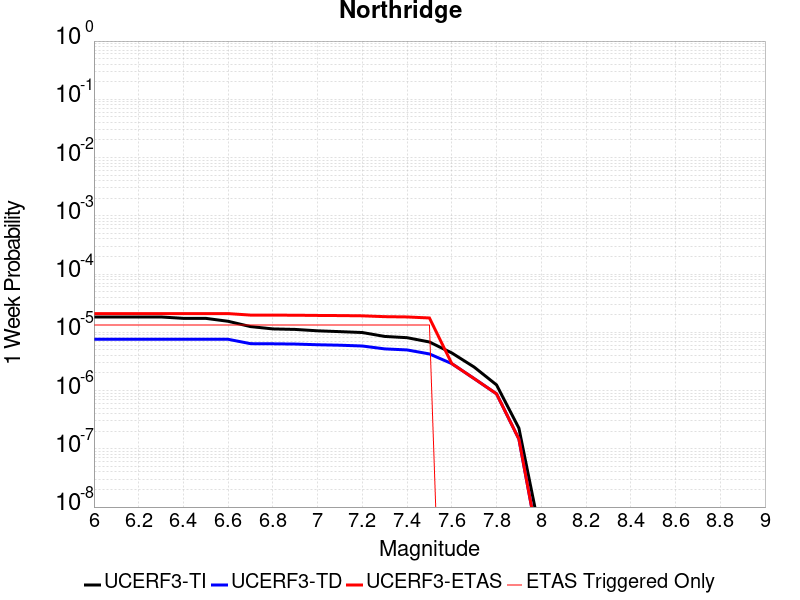 Northridge
10^0
10^-1
10^-2
10^-3
10^-4
10^-5
10^-6
10^-7
10^-8
1 Week Probability
6 6.2 6.4 6.6 6.8 7 7.2 7.4 7.6 7.8 8 8.2 8.4 8.6 8.8 9
Magnitude
UCERF3-TI UCERF3-TD UCERF3-ETAS ETAS Triggered Only